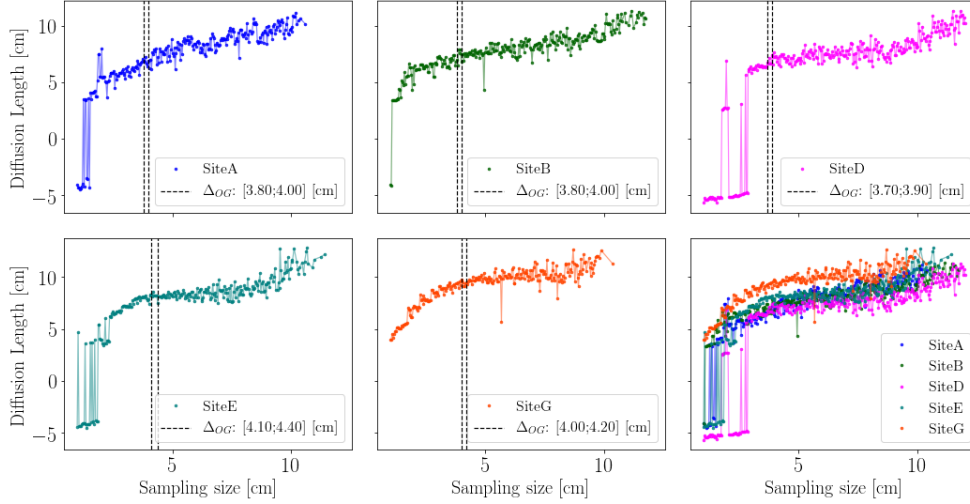 Diffusion Length [cm]
10
5
0
−5
SiteA
Δ_OG: [3.80;4.00] [cm]
SiteB
Δ_OG: [3.80;4.00] [cm]
SiteD
Δ_OG: [3.70;3.90] [cm]
Diffusion Length [cm]
10
5
0
−5
SiteE
Δ_OG: [4.10;4.40] [cm]
5
10
Sampling size [cm]
SiteG
Δ_OG: [4.00;4.20] [cm]
5
10
Sampling size [cm]
SiteA
SiteB
SiteD
SiteE
SiteG
5
10
Sampling size [cm]